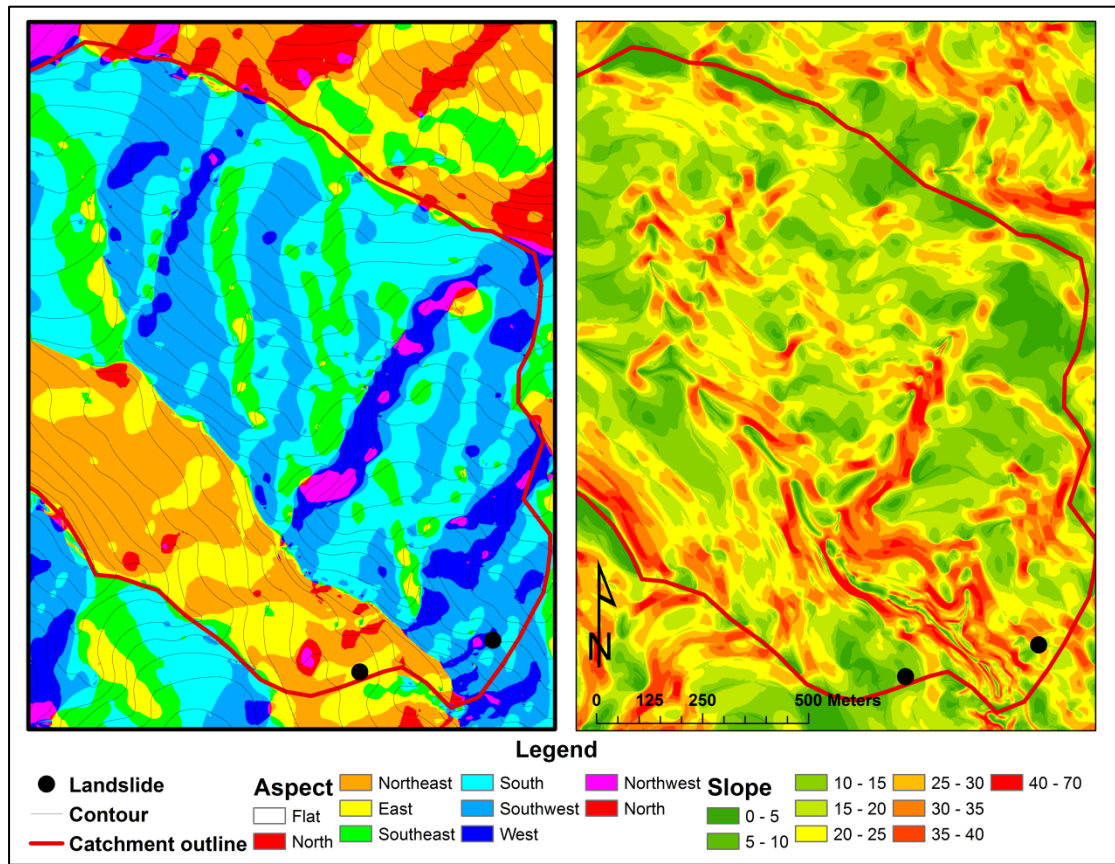 N
0 125 250 500 Meters
Legend
Landslide
Contour
Catchment outline
Aspect
Flat
North
Northeast
East
Southeast
South
Southwest
West
Northwest
North
Slope
0 - 5
5 - 10
10 - 15
15 - 20
20 - 25
25 - 30
30 - 35
35 - 40
40 - 70